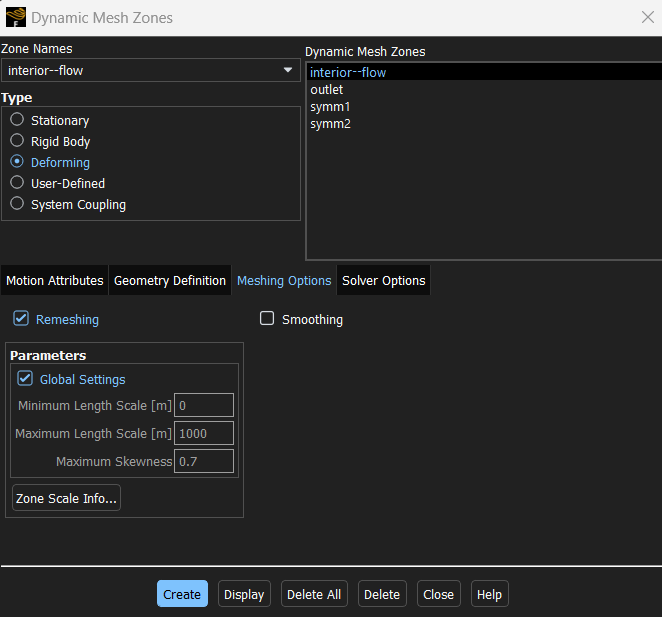 Dynamic Mesh Zones
Zone Names
interior--flow
Type
Stationary
Rigid Body
Deforming
User-Defined
System Coupling
Dynamic Mesh Zones
interior--flow
outlet
symm1
symm2
Motion Attributes Geometry Definition Meshing Options Solver Options
Remeshing Smoothing
Parameters
Global Settings
Minimum Length Scale [m] 0
Maximum Length Scale [m] 1000
Maximum Skewness 0.7
Zone Scale Info...
Create Display Delete All Delete Close Help